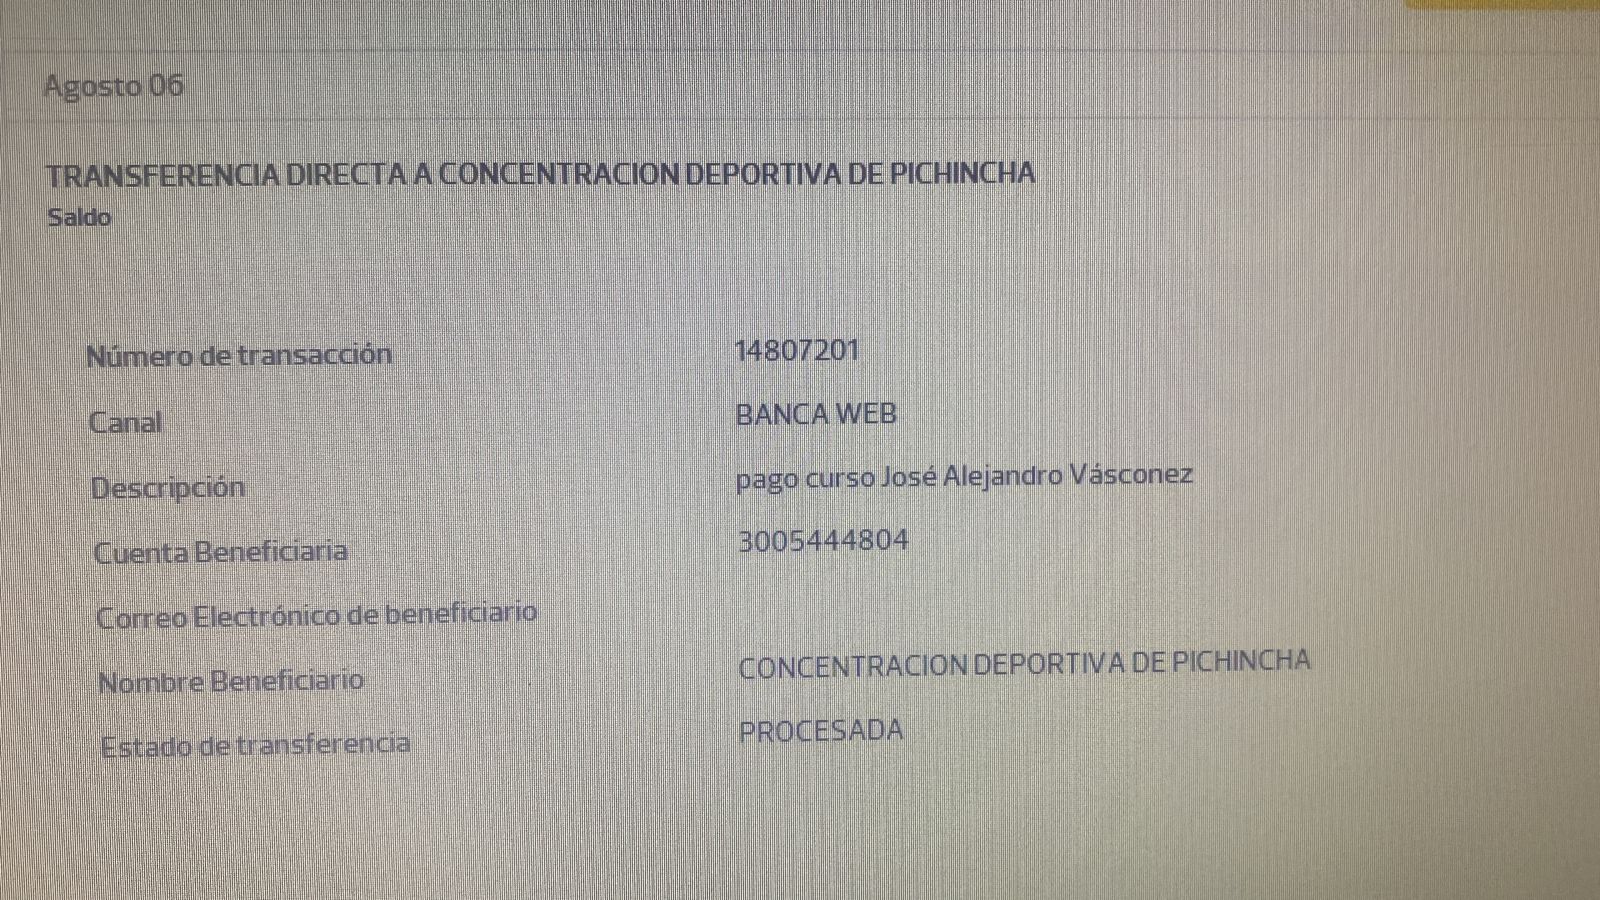 Agosto 06
TRANSFERENCIA DIRECTA A CONCENTRACION DEPORTIVA DE PICHINCHA
Saldo
Número de transacción 14807201
Canal BANCA WEB
Descripción pago curso José Alejandro Vásconez
Cuenta Beneficiaria 3005444804
Correo Electrónico de beneficiario
Nombre Beneficiario CONCENTRACION DEPORTIVA DE PICHINCHA
Estado de transferencia PROCESADA